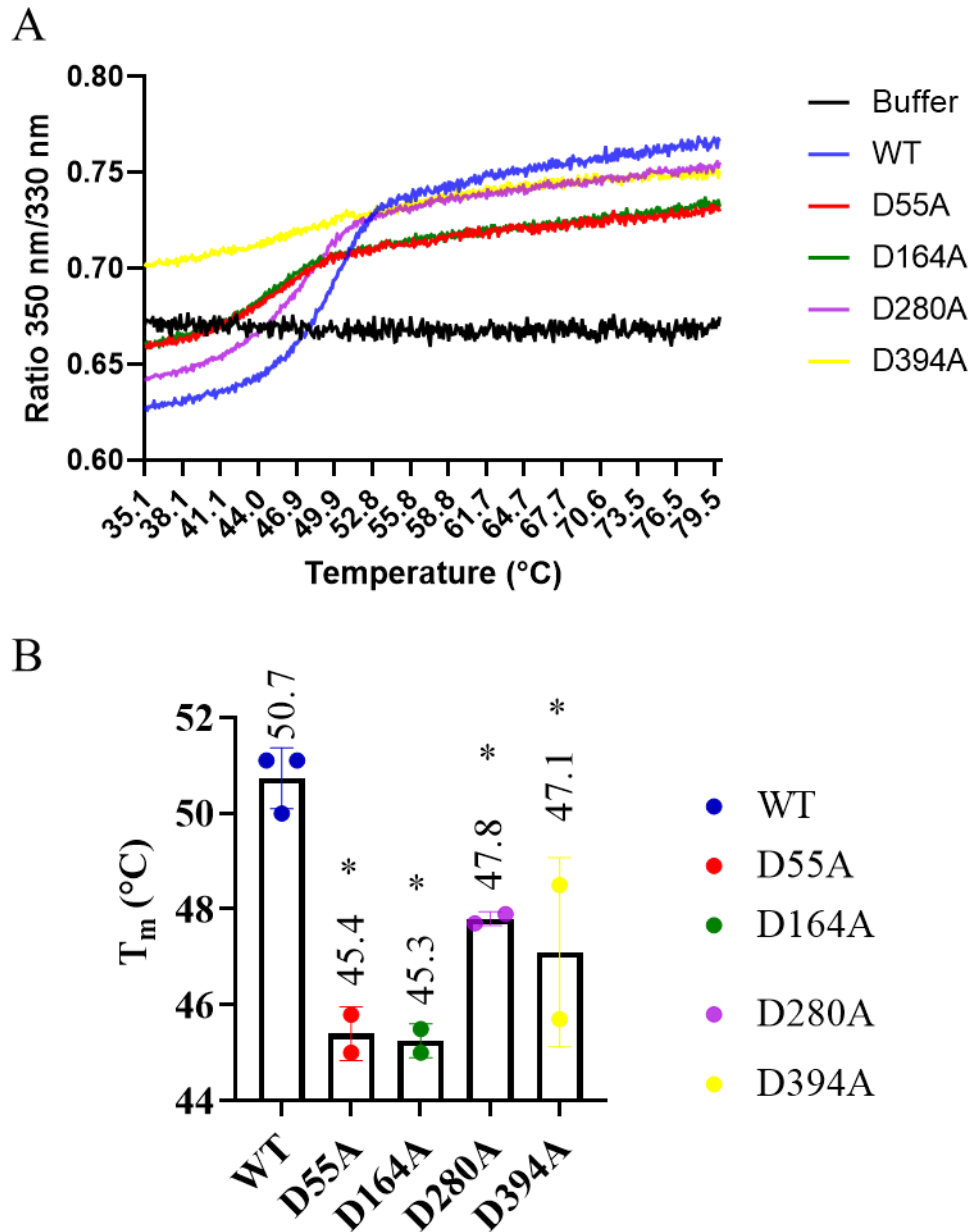 A
0.80
0.75
0.70
0.65
0.60
Ratio 350 nm/330 nm
35.1 38.1 41.1 44.0 46.9 49.9 52.8 55.8 58.8 61.7 64.7 67.7 70.6 73.5 76.5 79.5
Temperature (°C)
Buffer
WT
D55A
D164A
D280A
D394A
B
52
50
48
46
44
Tm (°C)
50.7
*
45.4
*
45.3
*
47.8
*
47.1
WT D55A D164A D280A D394A
WT
D55A
D164A
D280A
D394A